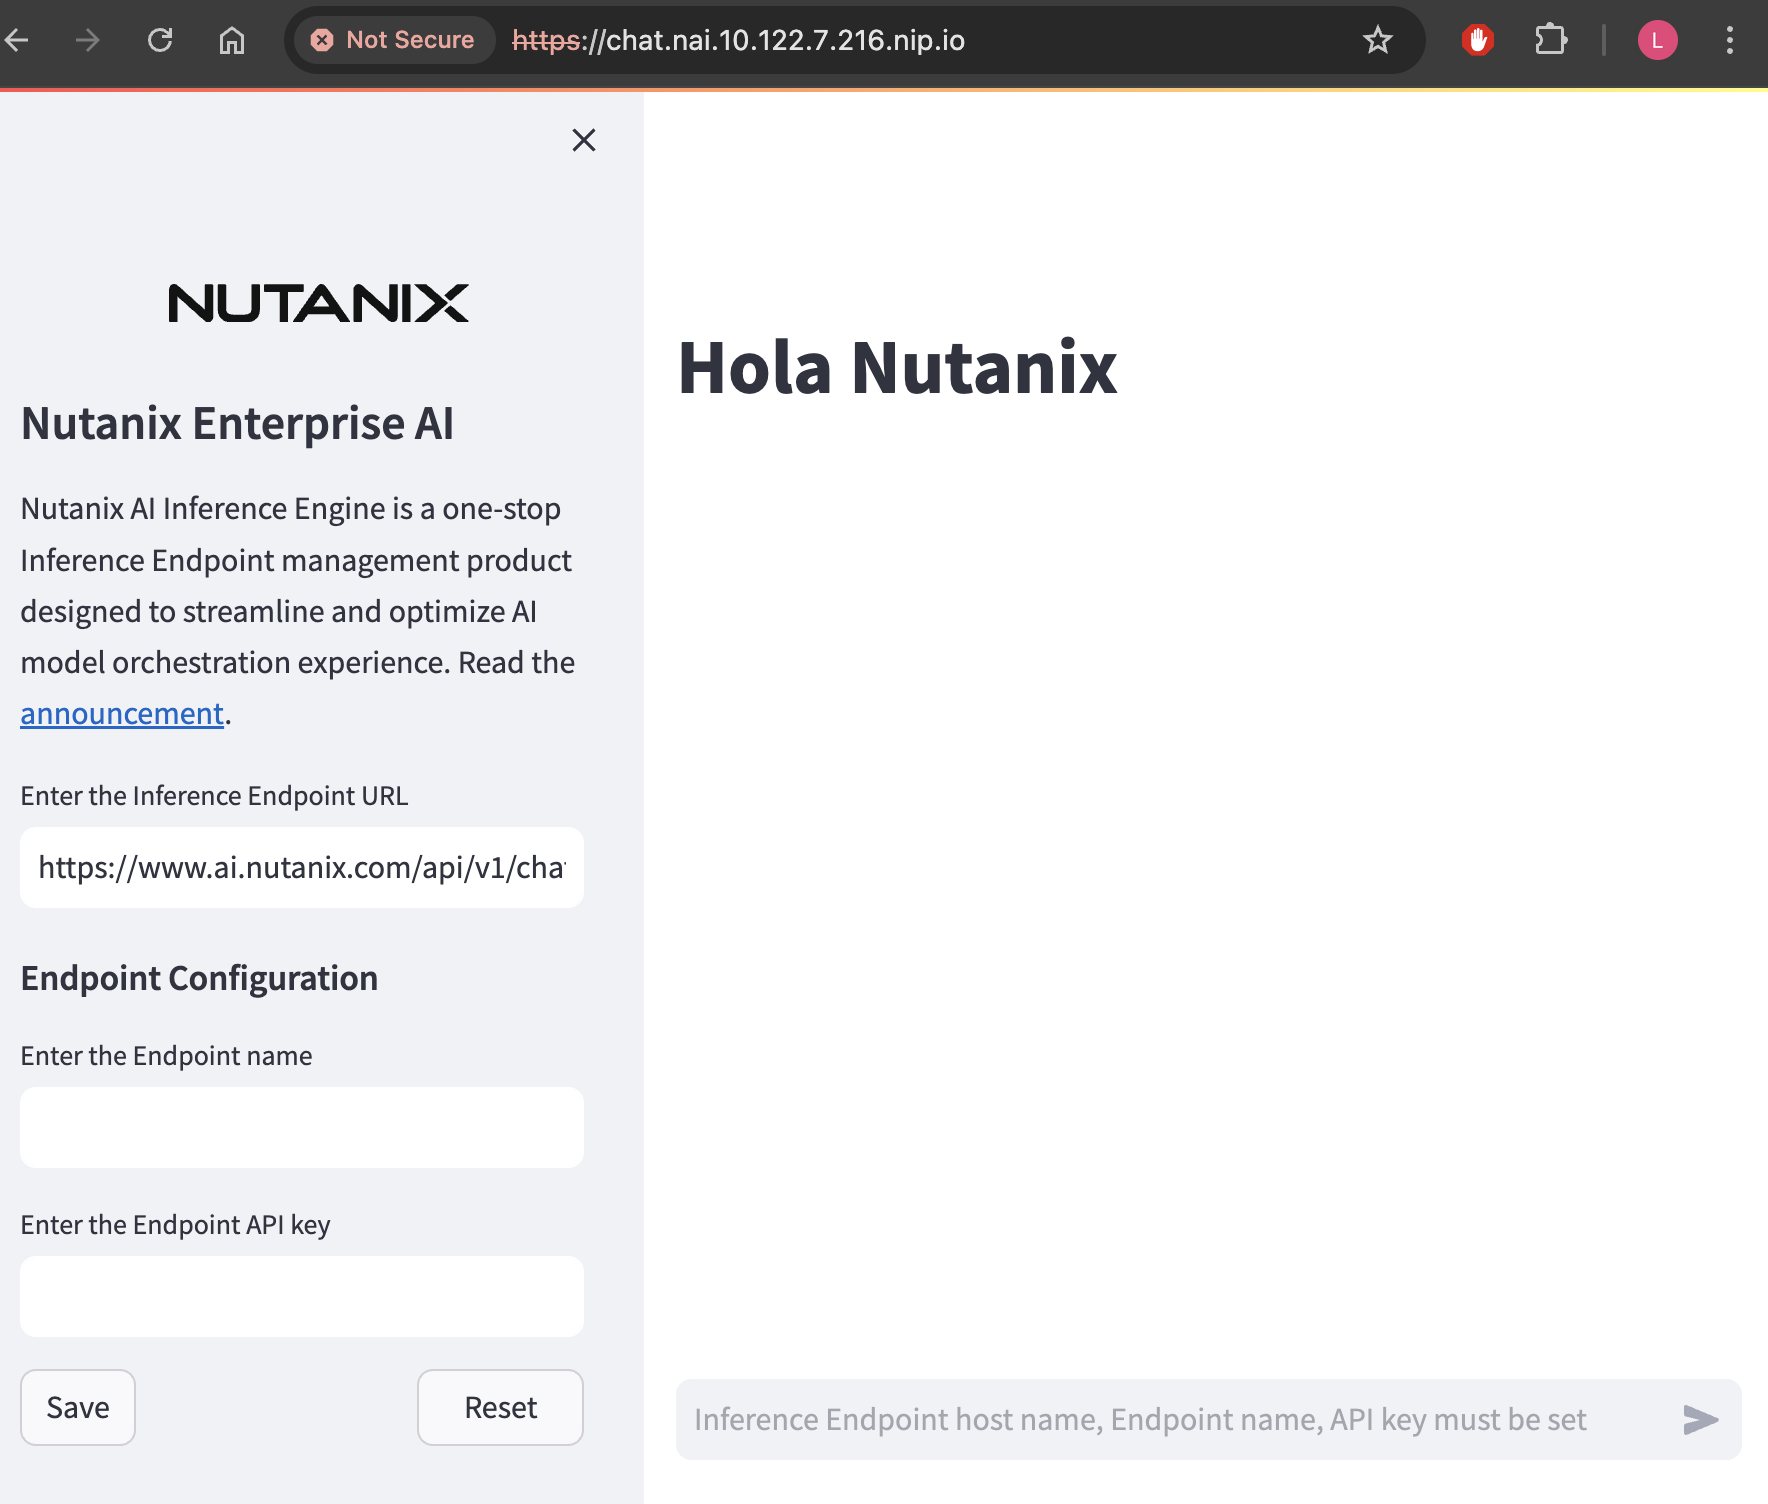 Not Secure https://chat.nai.10.122.7.216.nip.io L
NUTANIX
Nutanix Enterprise AI
Nutanix AI Inference Engine is a one-stop
Inference Endpoint management product
designed to streamline and optimize AI
model orchestration experience. Read the
announcement.
Enter the Inference Endpoint URL
https://www.ai.nutanix.com/api/v1/cha
Endpoint Configuration
Enter the Endpoint name
Enter the Endpoint API key
Save
Reset
Hola Nutanix
Inference Endpoint host name, Endpoint name, API key must be set